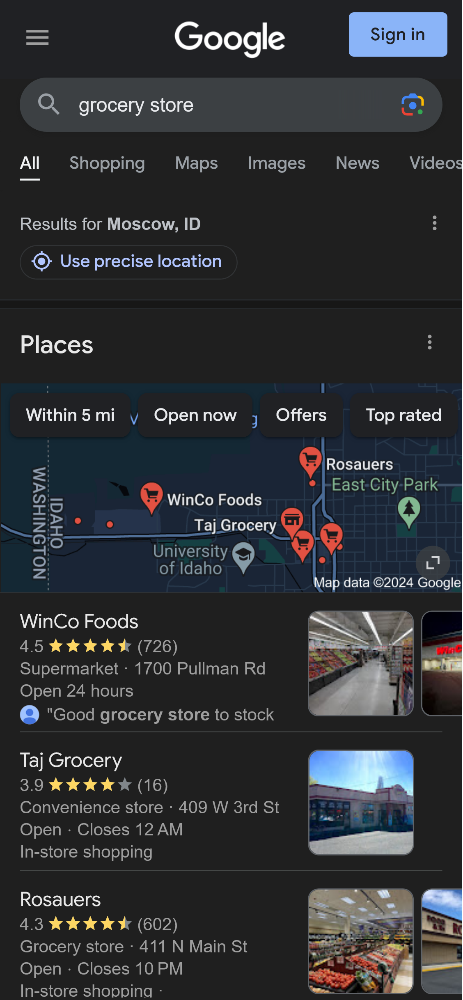 Google
Sign in
grocery store
All Shopping Maps Images News Videos
Results for Moscow, ID
Use precise location
Places
Within 5 mi Open now Offers Top rated
Rosauers
East City Park
WinCo Foods
Taj Grocery
WASHINGTON
IDAHO
University
of Idaho
Map data ©2024 Google
WinCo Foods
4.5 (726)
Supermarket · 1700 Pullman Rd
Open 24 hours
"Good grocery store to stock
Taj Grocery
3.9 (16)
Convenience store · 409 W 3rd St
Open · Closes 12 AM
In-store shopping
Rosauers
4.3 (602)
Grocery store · 411 N Main St
Open · Closes 10 PM
In-store shopping ·